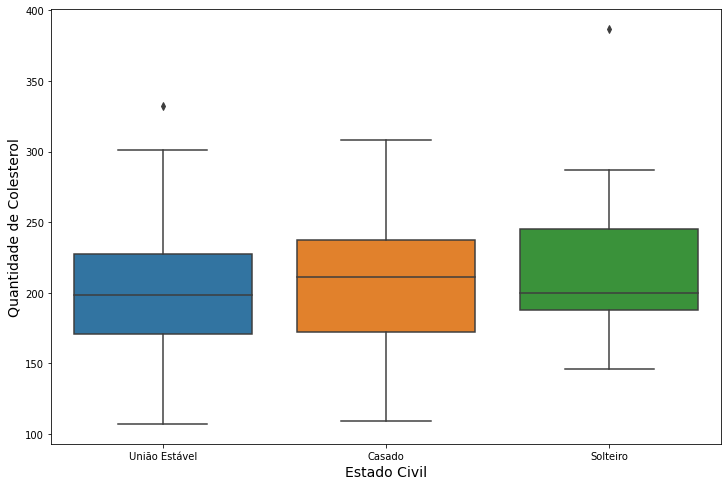 400
350
300
250
200
150
100
Quantidade de Colesterol
União Estável
Casado
Solteiro
Estado Civil